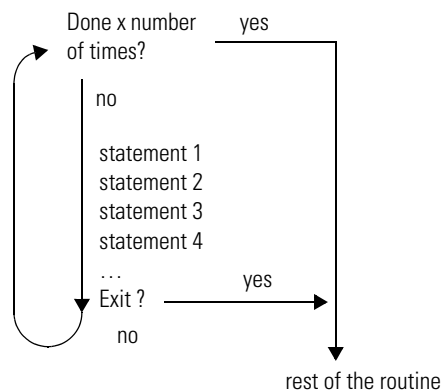 Done x number
of times?
yes
no
statement 1
statement 2
statement 3
statement 4
…
Exit ?
yes
no
rest of the routine